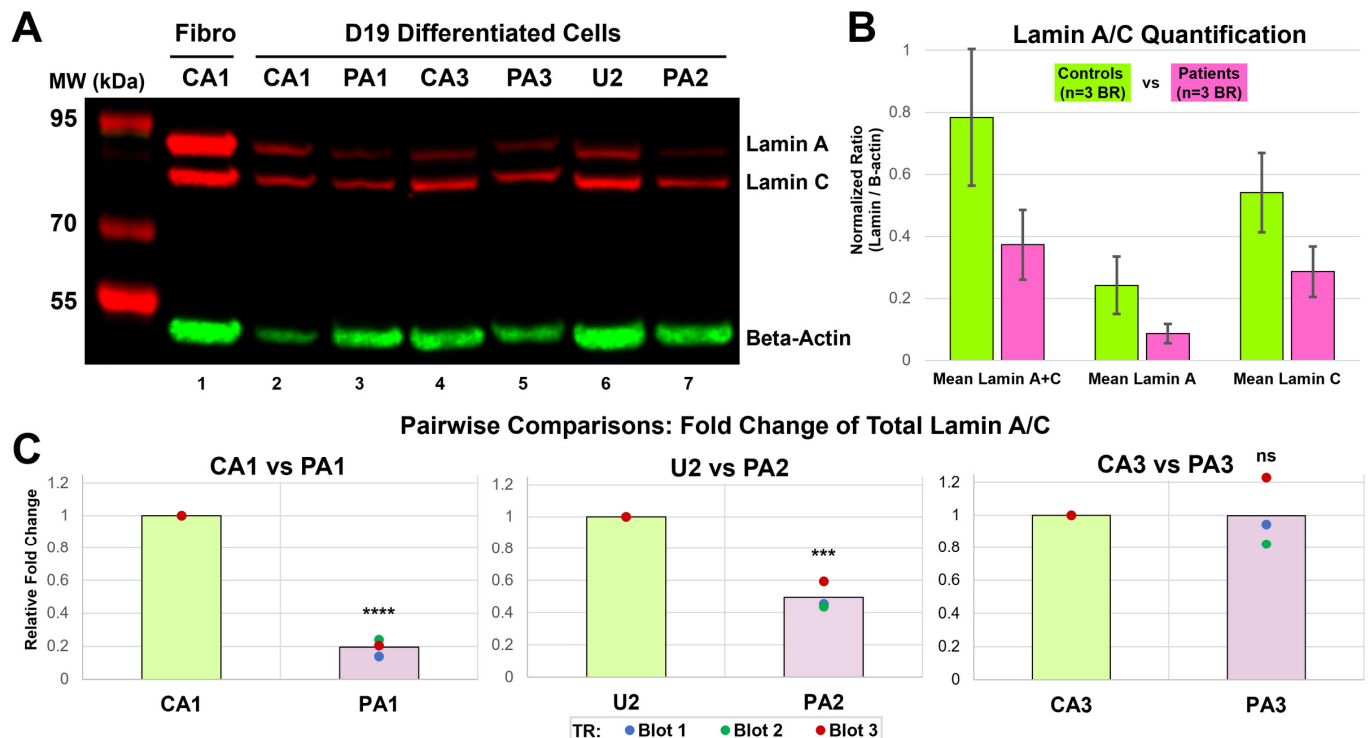 A
Fibro D19 Differentiated Cells
MW (kDa) CA1 CA1 PA1 CA3 PA3 U2 PA2
95
70
55
Lamin A
Lamin C
Beta-Actin
1 2 3 4 5 6 7
B
Lamin A/C Quantification
Controls
(n=3 BR)
vs
Patients
(n=3 BR)
Normalized Ratio
(Lamin / B-actin)
1
0.8
0.6
0.4
0.2
0
Mean Lamin A+C Mean Lamin A Mean Lamin C
Pairwise Comparisons: Fold Change of Total Lamin A/C
C
CA1 vs PA1
Relative Fold Change
1.2
1
0.8
0.6
0.4
0.2
0
****
CA1 PA1
U2 vs PA2
1.2
1
0.8
0.6
0.4
0.2
0
***
U2 PA2
CA3 vs PA3
ns
1.2
1
0.8
0.6
0.4
0.2
0
CA3 PA3
TR: Blot 1 Blot 2 Blot 3